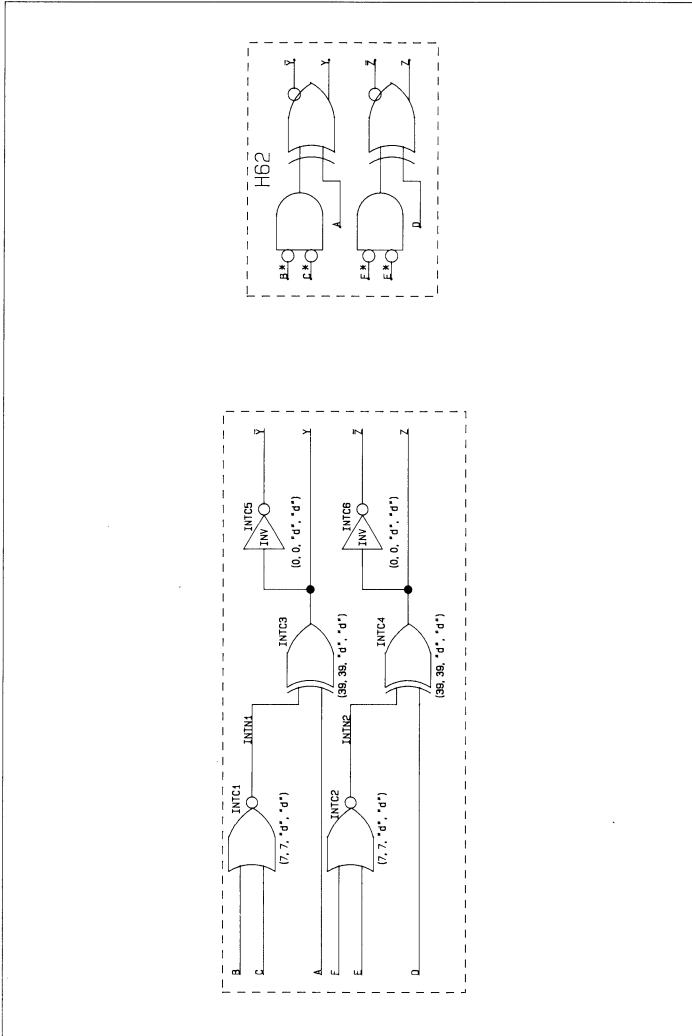 B
C
A
F
E
D
INTC1
(7, 7, "d", "d")
INTN1
INTC2
(7, 7, "d", "d")
INTN2
INTC3
(39, 39, "d", "d")
INTC4
(39, 39, "d", "d")
INTC5
INV
(0, 0, "d", "d")
INTC6
INV
(0, 0, "d", "d")
Y̅
Y
Z̅
Z
H62
B*
C*
A
F*
E*
D
Y̅
Y
Z̅
Z